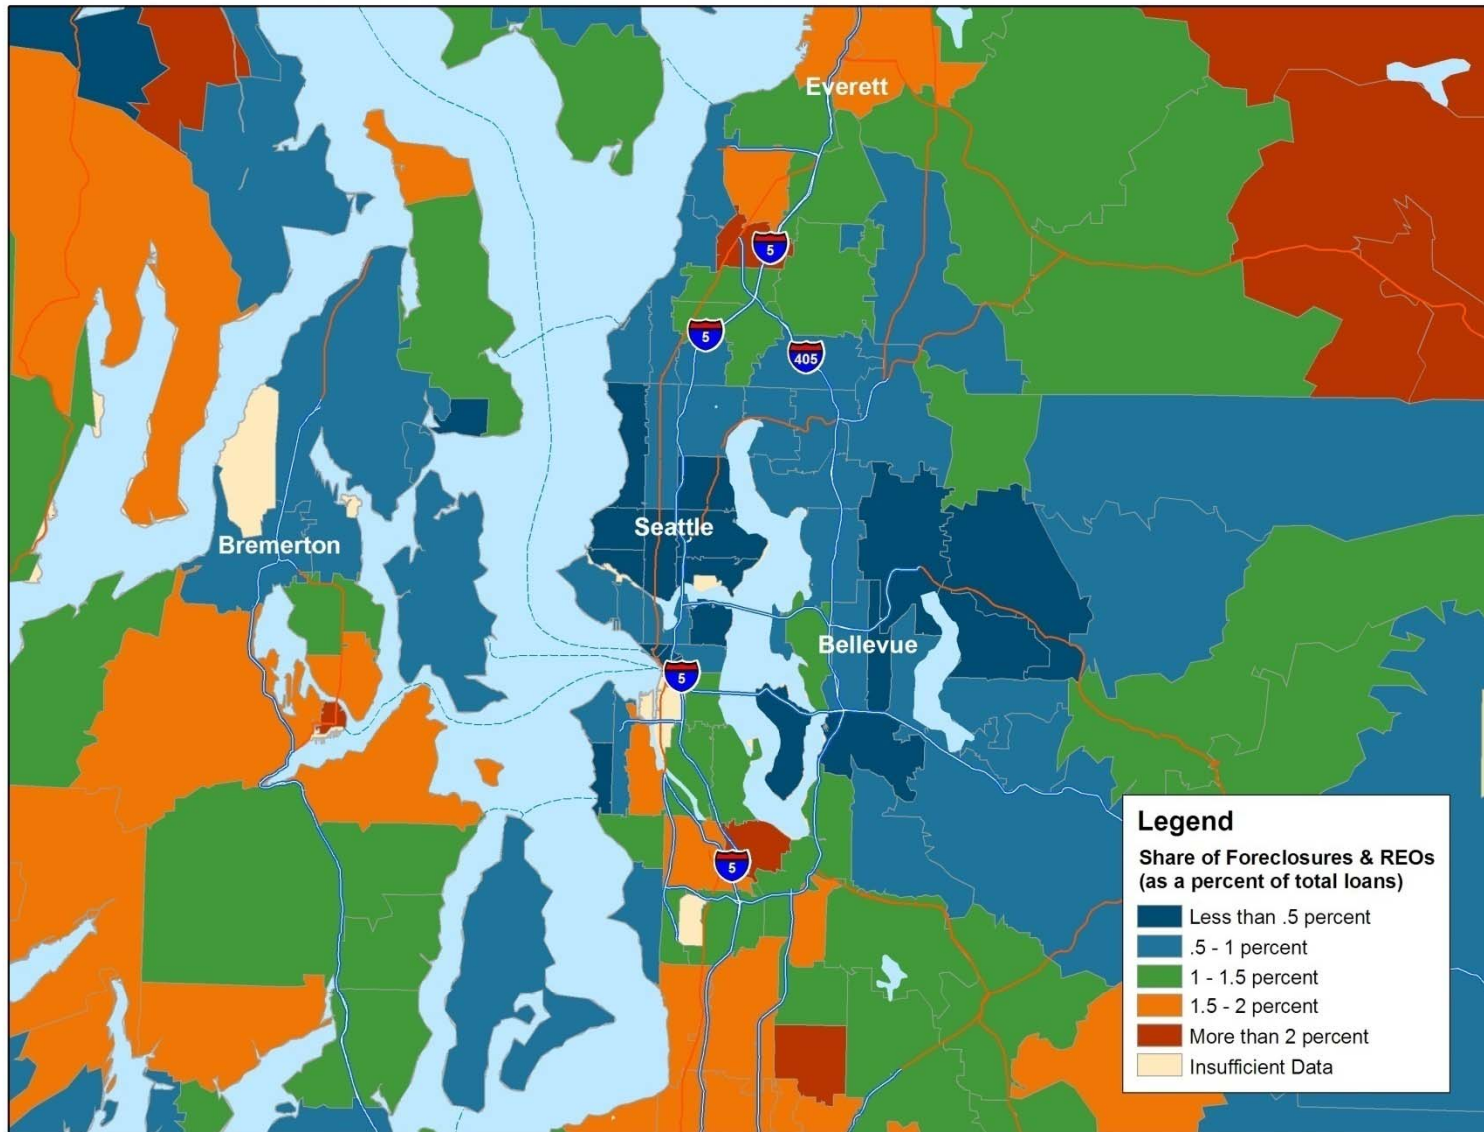 Everett
5
5
405
Seattle
Bremerton
Bellevue
5
5
Legend
Share of Foreclosures & REOs
(as a percent of total loans)
Less than .5 percent
.5 - 1 percent
1 - 1.5 percent
1.5 - 2 percent
More than 2 percent
Insufficient Data